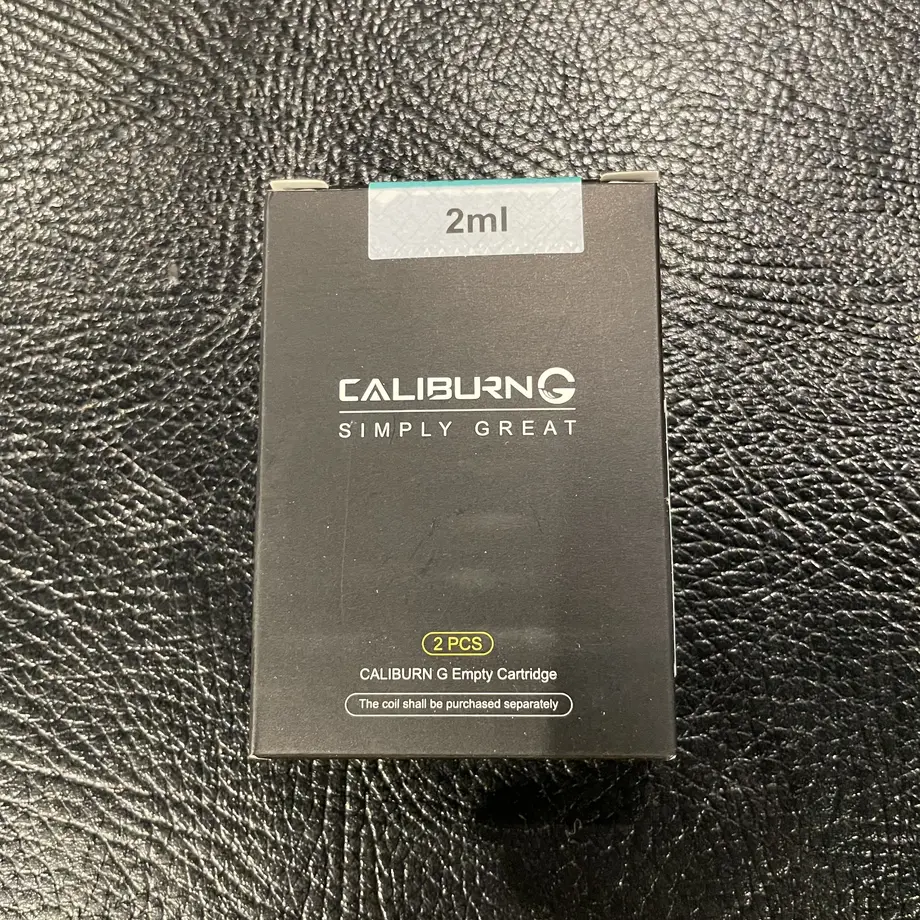 2ml
CALIBURN G
SIMPLY GREAT
2 PCS
CALIBURN G Empty Cartridge
The coil shall be purchased separately